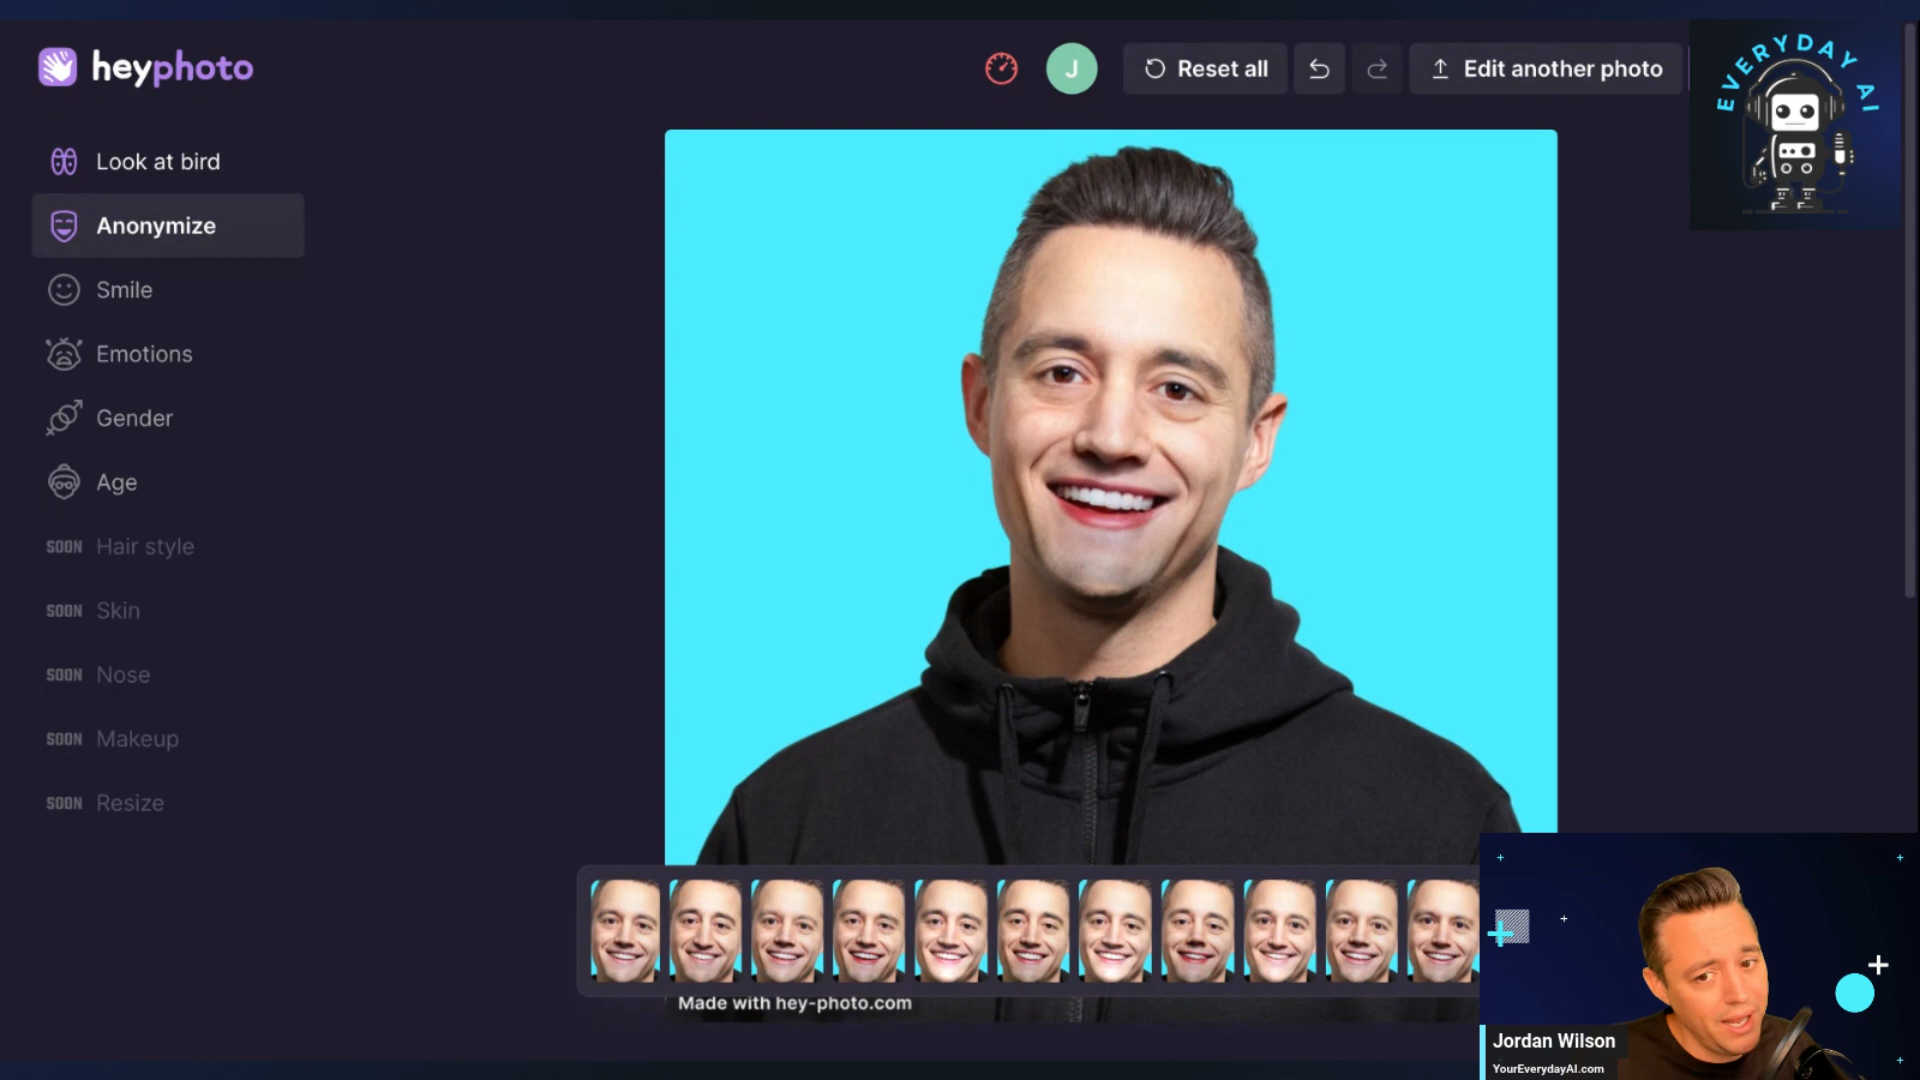 heyphoto
J
Reset all
Edit another photo
EVERYDAY AI
Look at bird
Anonymize
Smile
Emotions
Gender
Age
SOON Hair style
SOON Skin
SOON Nose
SOON Makeup
SOON Resize
Made with hey-photo.com
Jordan Wilson
YourEverydayAI.com